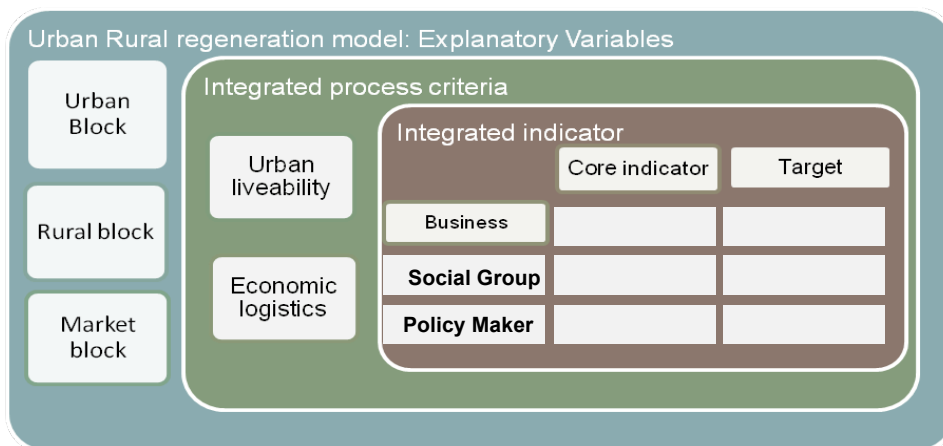 Urban Rural regeneration model: Explanatory Variables
Urban
Block
Rural block
Market
block
Integrated process criteria
Urban
liveability
Economic
logistics
Integrated indicator
Core indicator
Target
Business
Social Group
Policy Maker